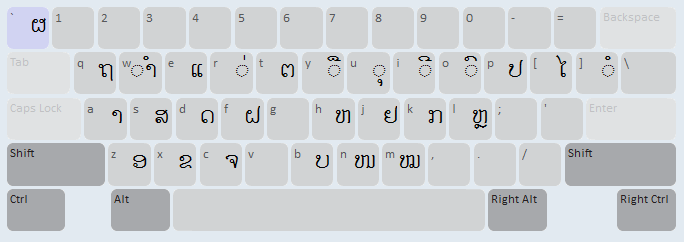 ` ຜ 1 2 3 4 5 6 7 8 9 0 - = Backspace
Tab q ຖ w ◌ຳ e ແ r ◌່ t ຕ y ◌ື u ◌ຸ i ◌ີ o ◌ິ p ປ [ ໄ ] ◌ໍ \
Caps Lock a າ s ສ d ດ f ຝ g h ຫ j ຢ k ກ l ຫຼ ; ' Enter
Shift z ອ x ຂ c ຈ v b ບ n ໜ m ໝ , . / Shift
Ctrl Alt Right Alt Right Ctrl